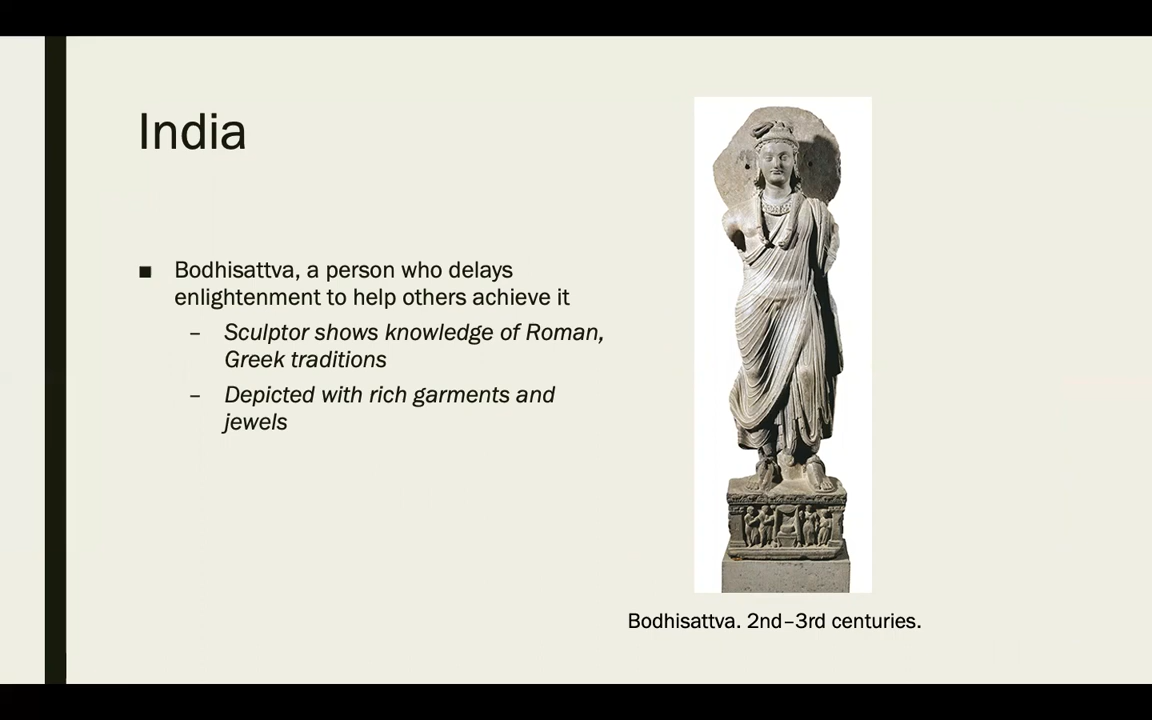 India
■ Bodhisattva, a person who delays
enlightenment to help others achieve it
– Sculptor shows knowledge of Roman,
Greek traditions
– Depicted with rich garments and
jewels
Bodhisattva. 2nd–3rd centuries.